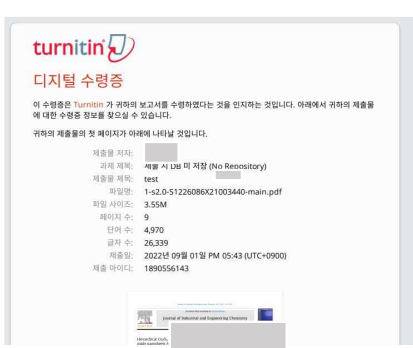 turnitin
디지털 수령증
이 수령증은 Turnitin 가 귀하의 보고서를 수령하였다는 것을 인지하는 것입니다. 아래에서 귀하의 제출물
에 대한 수령증 정보를 찾으실 수 있습니다.
귀하의 제출물의 첫 페이지가 아래에 나타날 것입니다.
제출물 저자:
과제 제목: 제출 시 DB 미 저장 (No Repository)
제출물 제목: test
파일명: 1-s2.0-S1226086X21003440-main.pdf
파일 사이즈: 3.55M
페이지 수: 9
단어 수: 4,970
글자 수: 26,339
제출일: 2022년 09월 01일 PM 05:43 (UTC+0900)
제출 아이디: 1890556143
Journal of Industrial and Engineering Chemistry